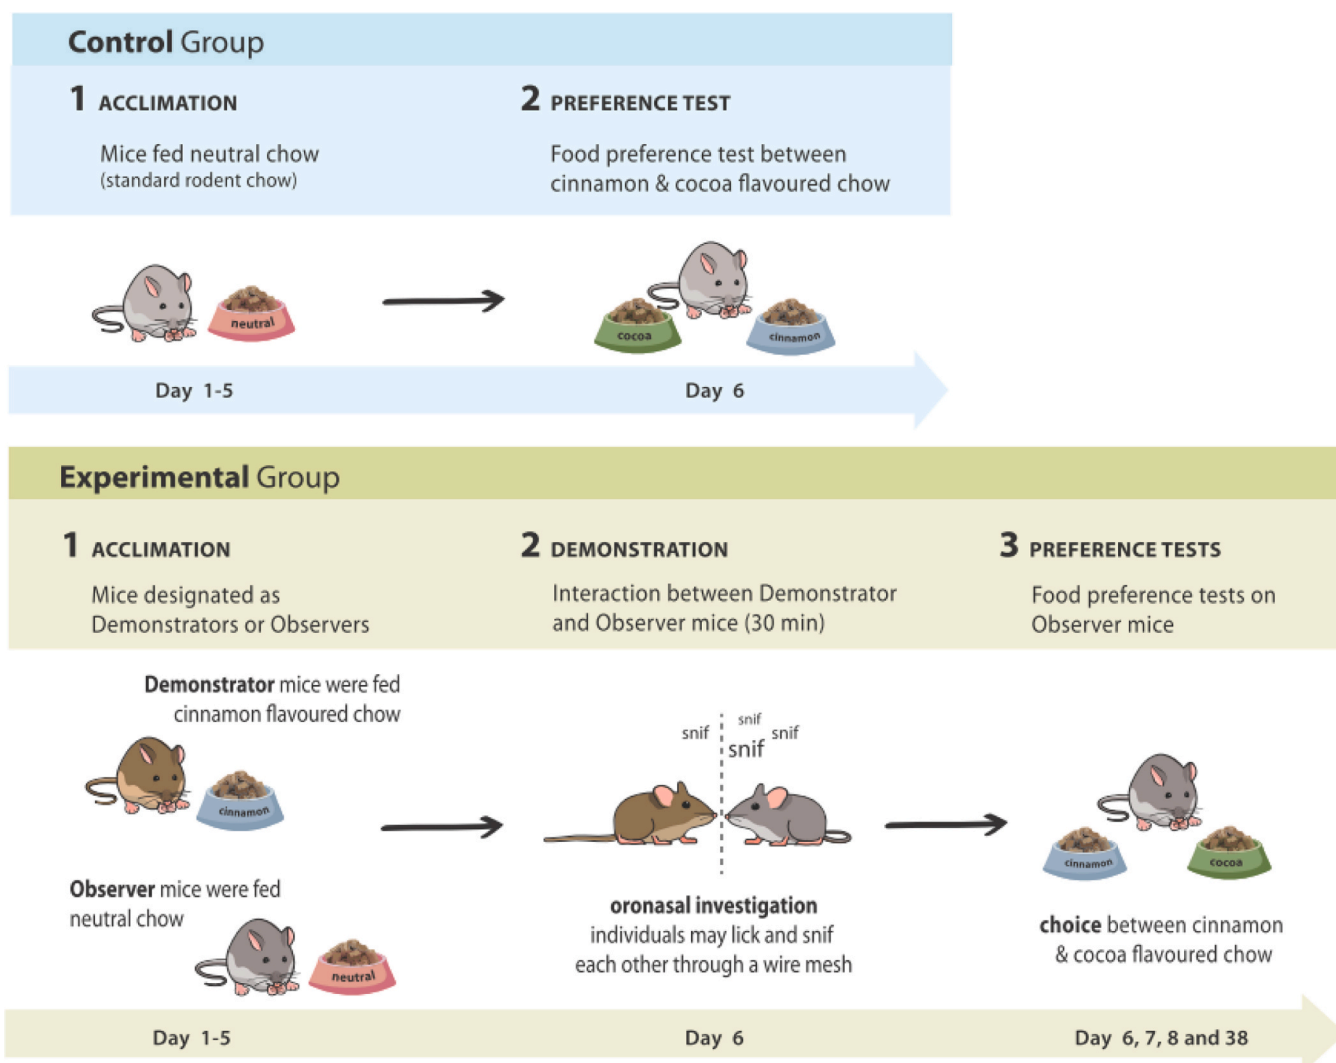 Control Group
1 ACCLIMATION
Mice fed neutral chow
(standard rodent chow)
2 PREFERENCE TEST
Food preference test between
cinnamon & cocoa flavoured chow
neutral
cocoa
cinnamon
Day 1-5
Day 6
Experimental Group
1 ACCLIMATION
Mice designated as
Demonstrators or Observers
2 DEMONSTRATION
Interaction between Demonstrator
and Observer mice (30 min)
3 PREFERENCE TESTS
Food preference tests on
Observer mice
Demonstrator mice were fed
cinnamon flavoured chow
cinnamon
Observer mice were fed
neutral chow
neutral
snif
snif
snif
snif
oronasal investigation
individuals may lick and snif
each other through a wire mesh
cinnamon
cocoa
choice between cinnamon
& cocoa flavoured chow
Day 1-5
Day 6
Day 6, 7, 8 and 38